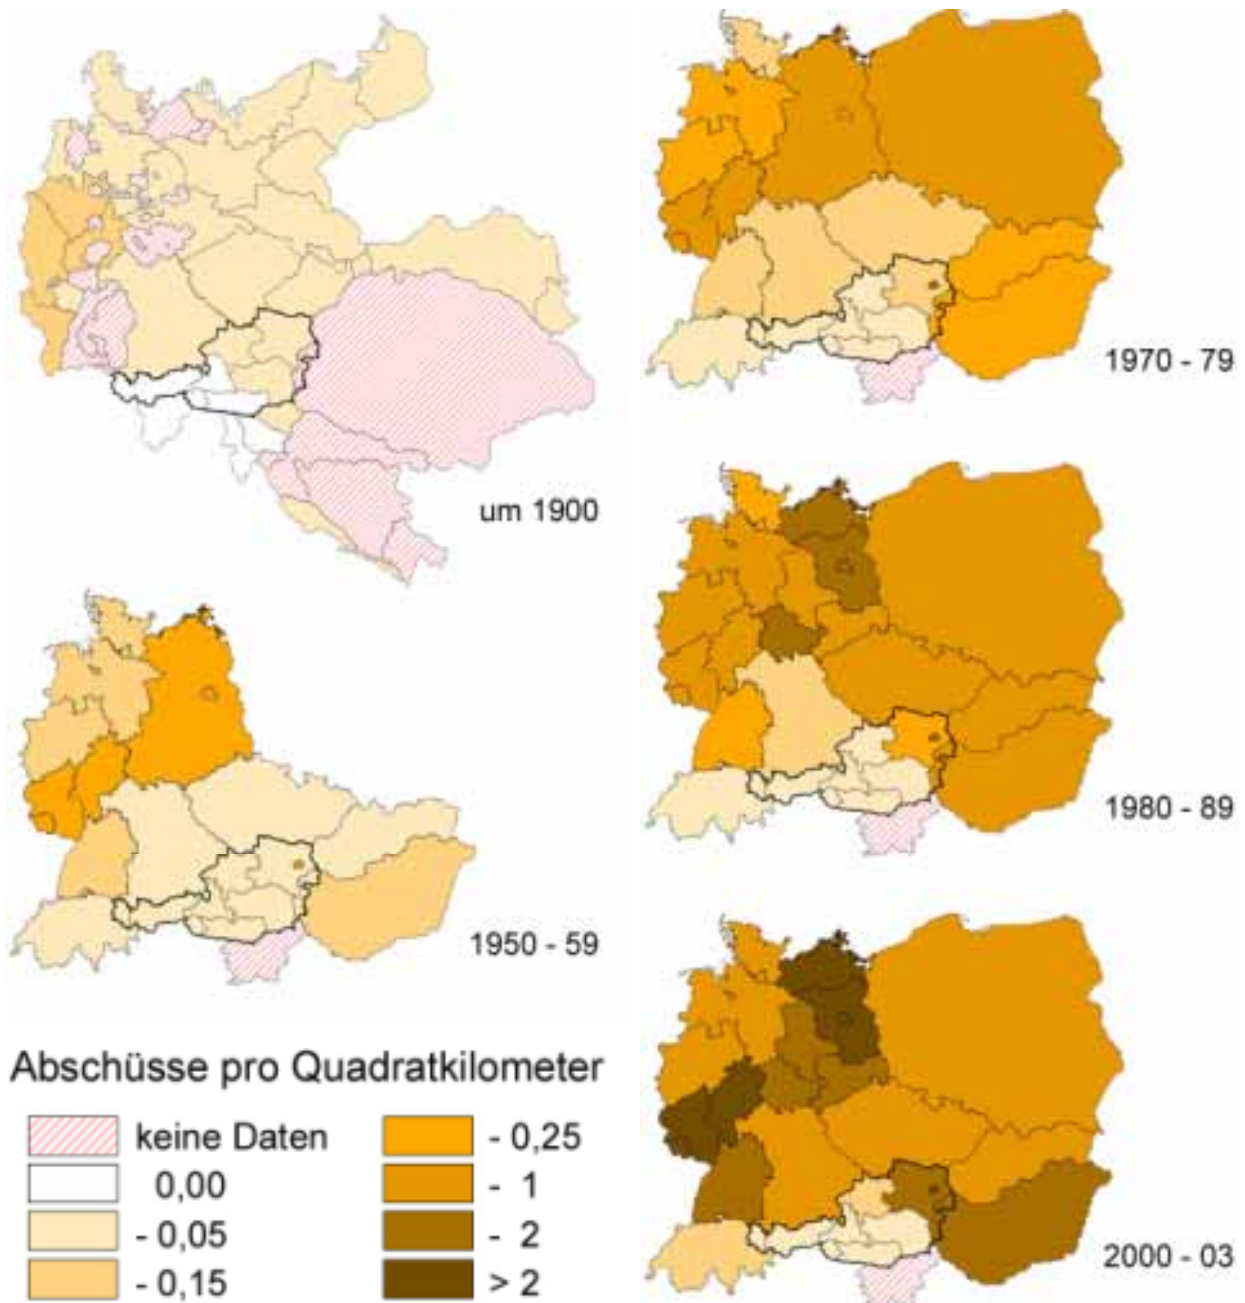 um 1900
1950 - 59
1970 - 79
1980 - 89
2000 - 03
Abschüsse pro Quadratkilometer
keine Daten
0,00
- 0,05
- 0,15
- 0,25
- 1
- 2
> 2